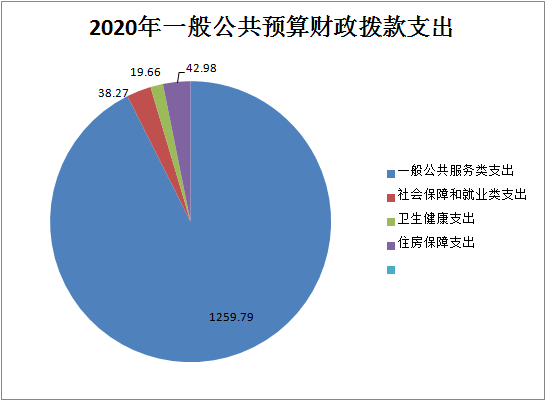 2020年一般公共预算财政拨款支出
19.66
42.98
38.27
1259.79
一般公共服务类支出
社会保障和就业类支出
卫生健康支出
住房保障支出